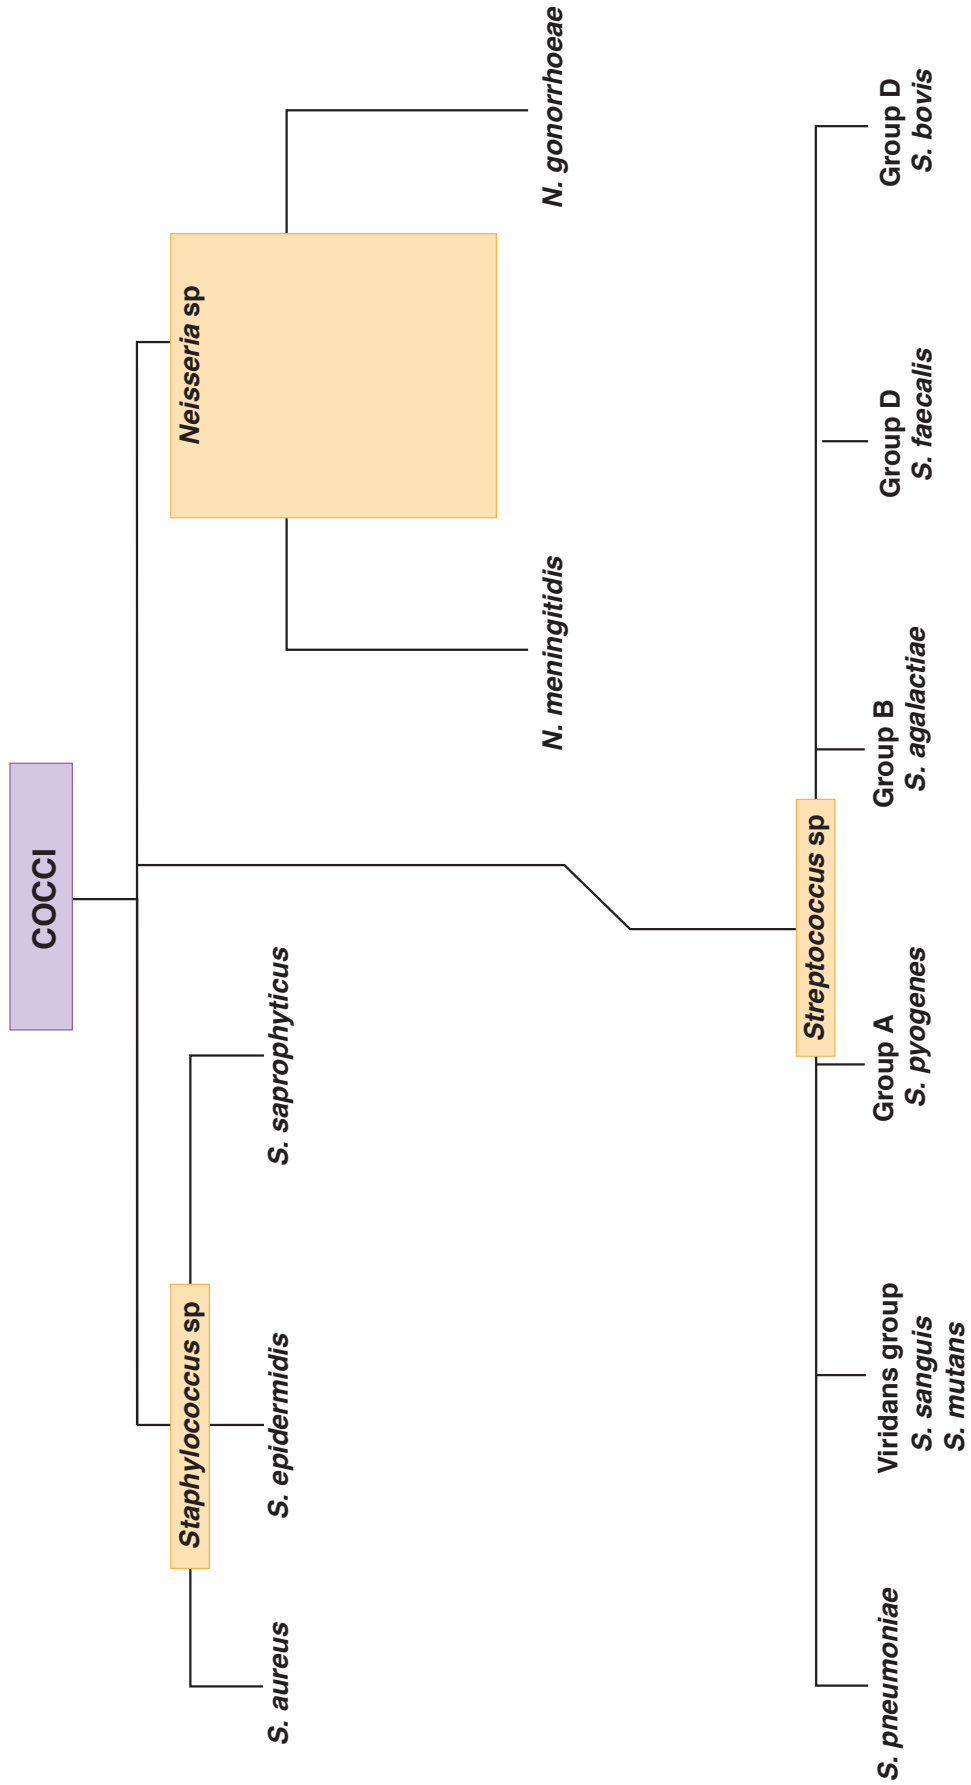 COCCI
Staphylococcus sp
S. aureus
S. epidermidis
S. saprophyticus
Neisseria sp
N. meningitidis
N. gonorrhoeae
Streptococcus sp
S. pneumoniae
Viridans group
S. sanguis
S. mutans
Group A
S. pyogenes
Group B
S. agalactiae
Group D
S. faecalis
Group D
S. bovis